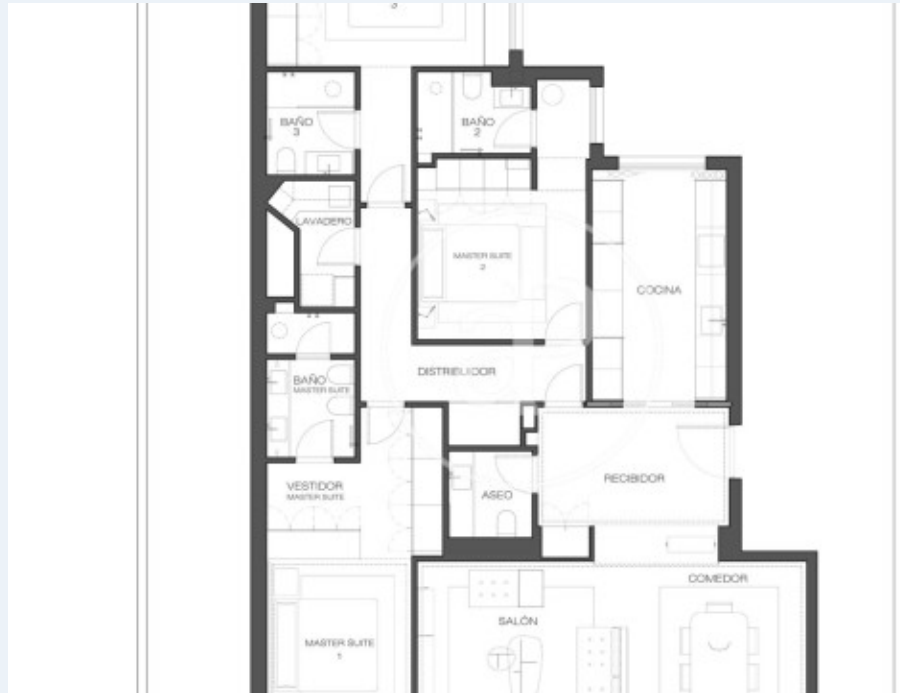 3
BAÑO
3
BAÑO
2
LAVADERO
MASTER SUITE
2
COCINA
DISTRIBUIDOR
BAÑO
MASTER SUITE
VESTIDOR
MASTER SUITE
ASEO
RECIBIDOR
COMEDOR
SALÓN
MASTER SUITE
1